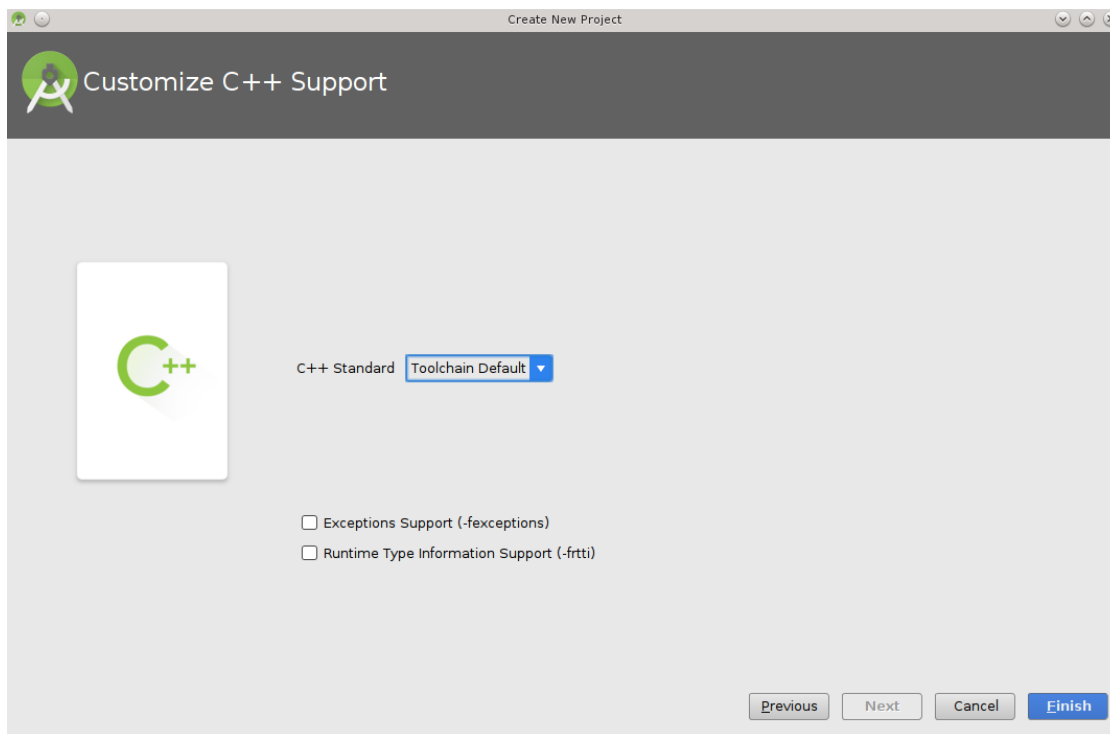 Create New Project
Customize C++ Support
C++
C++ Standard Toolchain Default
Exceptions Support (-fexceptions)
Runtime Type Information Support (-frtti)
Previous Next Cancel Finish